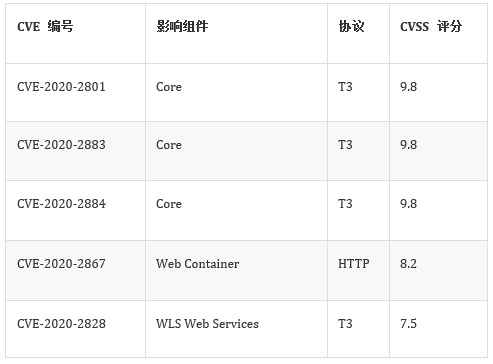 CVE 编号 影响组件 协议 CVSS 评分
CVE-2020-2801 Core T3 9.8
CVE-2020-2883 Core T3 9.8
CVE-2020-2884 Core T3 9.8
CVE-2020-2867 Web Container HTTP 8.2
CVE-2020-2828 WLS Web Services T3 7.5